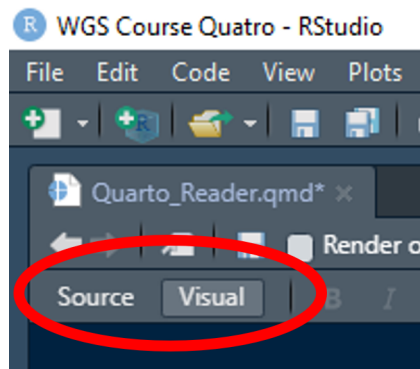 R WGS Course Quatro - RStudio
File Edit Code View Plots
R
Quarto_Reader.qmd* ×
Render o
Source Visual B I